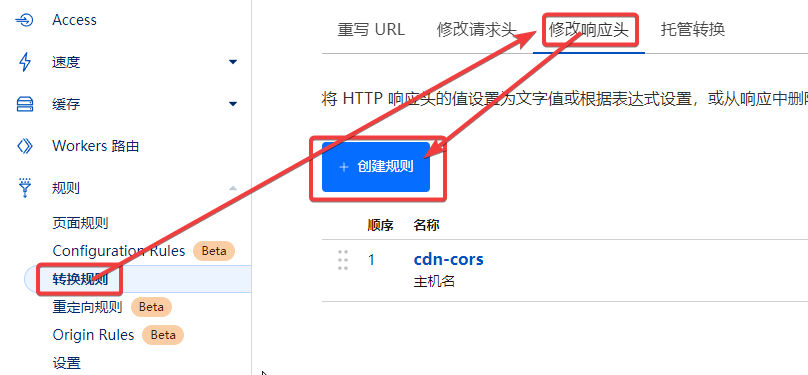 Access
速度
缓存
Workers 路由
规则
页面规则
Configuration Rules Beta
转换规则
重定向规则 Beta
Origin Rules Beta
设置
重写 URL 修改请求头 修改响应头 托管转换
将 HTTP 响应头的值设置为文字值或根据表达式设置，或从响应中删
+ 创建规则
顺序 名称
1 cdn-cors
主机名